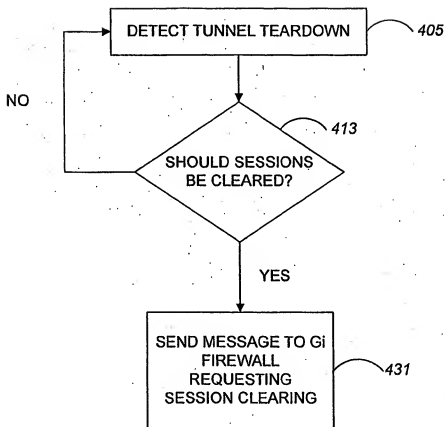 DETECT TUNNEL TEARDOWN
405
NO
413
SHOULD SESSIONS
BE CLEARED?
YES
SEND MESSAGE TO Gi
FIREWALL
REQUESTING
SESSION CLEARING
431